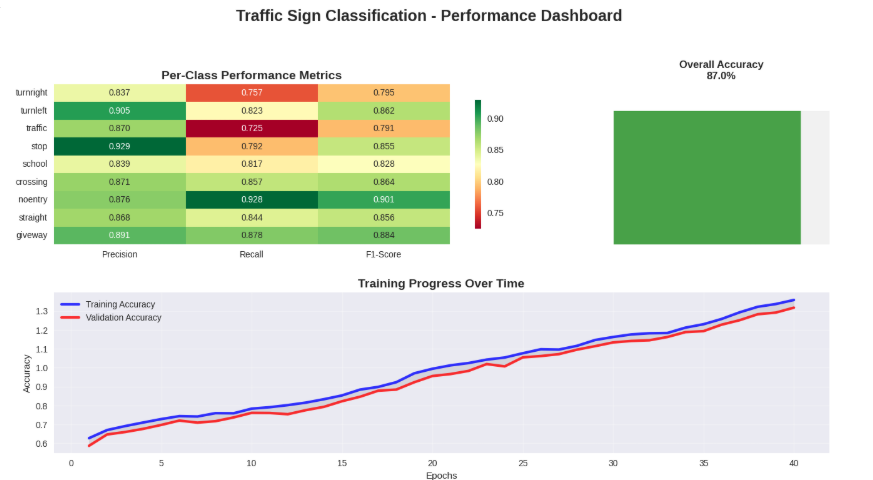 Traffic Sign Classification - Performance Dashboard
Per-Class Performance Metrics
turnright 0.837 0.757 0.795
turnleft 0.905 0.823 0.862
traffic 0.870 0.725 0.791
stop 0.929 0.792 0.855
school 0.839 0.817 0.828
crossing 0.871 0.857 0.864
noentry 0.876 0.928 0.901
straight 0.868 0.844 0.856
giveway 0.891 0.878 0.884
Precision Recall F1-Score
0.90
0.85
0.80
0.75
Overall Accuracy
87.0%
Training Progress Over Time
Training Accuracy
Validation Accuracy
Accuracy
1.3
1.2
1.1
1.0
0.9
0.8
0.7
0.6
0 5 10 15 20 25 30 35 40
Epochs